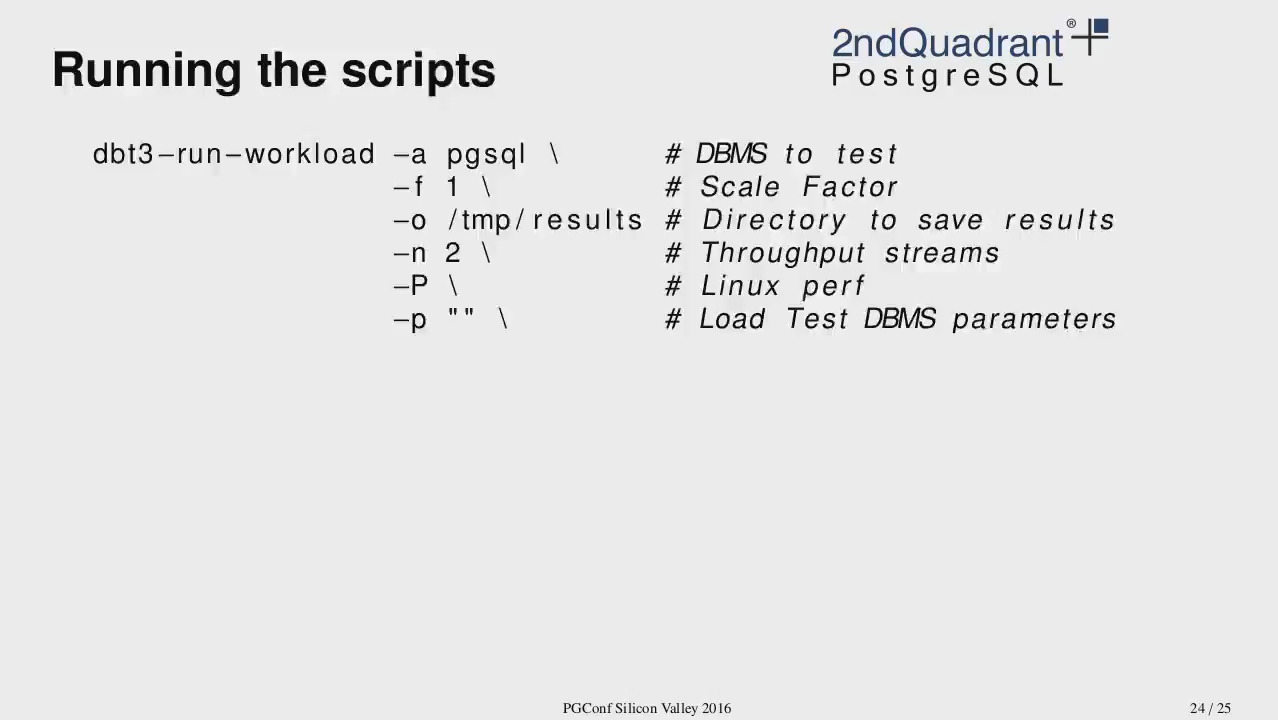 Running the scripts
2ndQuadrant®
PostgreSQL
dbt3-run-workload -a pgsql \ # DBMS to test
-f 1 \ # Scale Factor
-o /tmp/results # Directory to save results
-n 2 \ # Throughput streams
-P \ # Linux perf
-p "" \ # Load Test DBMS parameters
PGConf Silicon Valley 2016
24 / 25